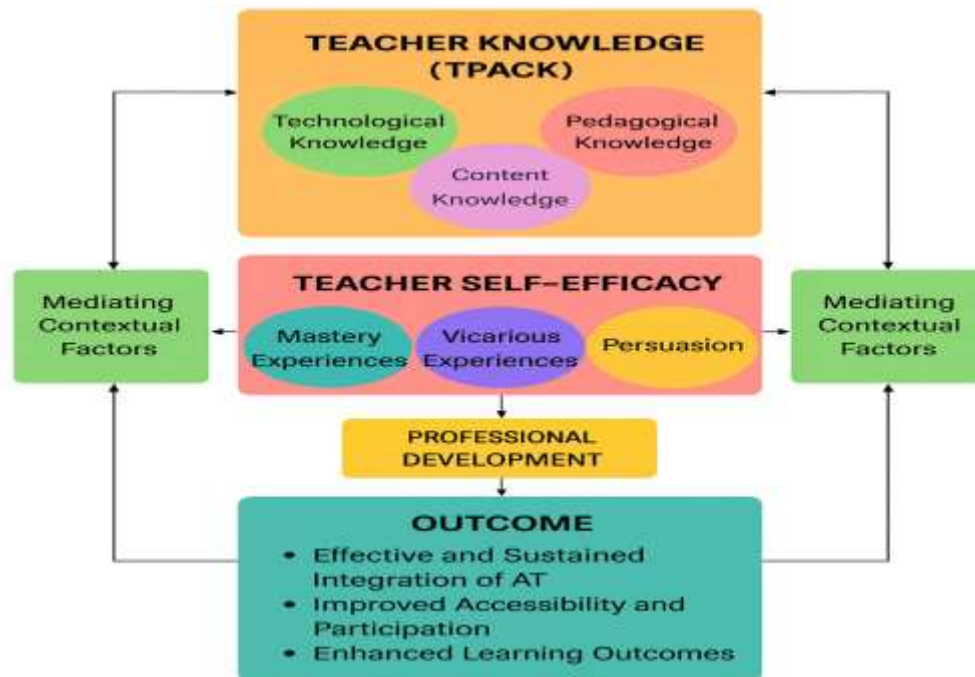 TEACHER KNOWLEDGE
(TPACK)
Technological
Knowledge
Pedagogical
Knowledge
Content
Knowledge
Mediating
Contextual
Factors
TEACHER SELF-EFFICACY
Mastery
Experiences
Vicarious
Experiences
Persuasion
Mediating
Contextual
Factors
PROFESSIONAL
DEVELOPMENT
OUTCOME
• Effective and Sustained
Integration of AT
• Improved Accessibility and
Participation
• Enhanced Learning Outcomes